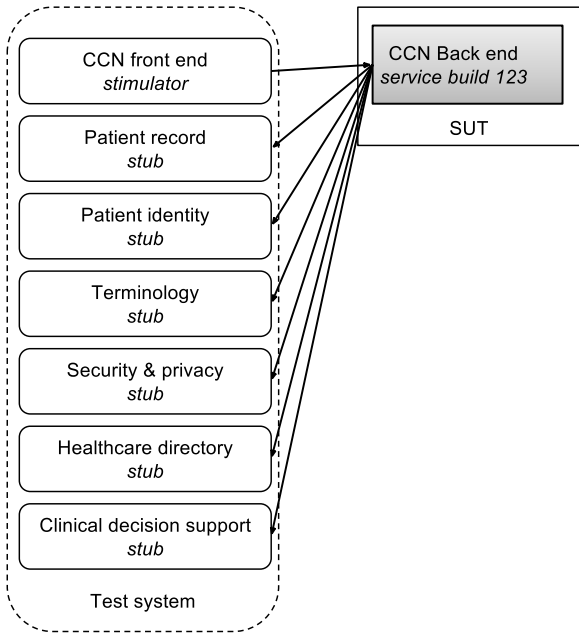 CCN front end
stimulator
Patient record
stub
Patient identity
stub
Terminology
stub
Security & privacy
stub
Healthcare directory
stub
Clinical decision support
stub
Test system
CCN Back end
service build 123
SUT